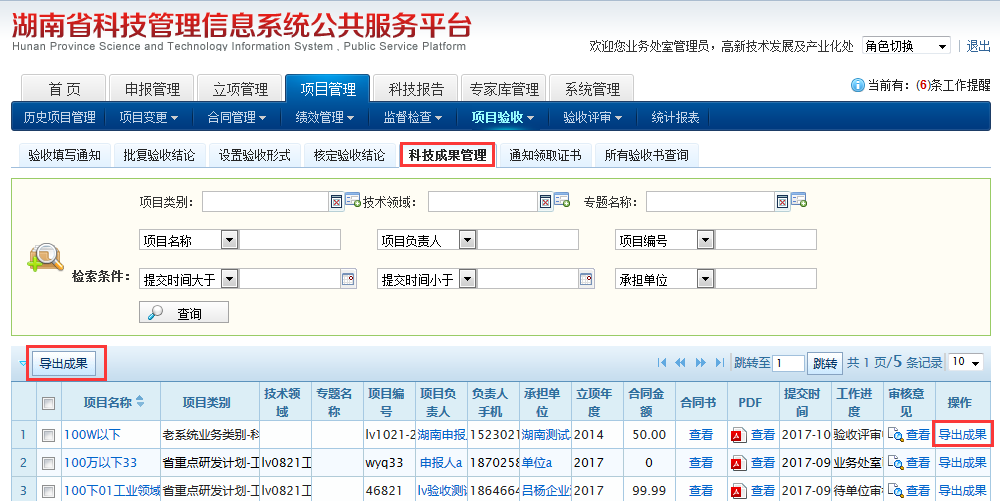 湖南省科技管理信息系统公共服务平台
Hunan Province Science and Technology Information System . Public Service Platform
欢迎您业务处室管理员, 高新技术发展及产业化处 角色切换 退出
首 页 申报管理 立项管理 项目管理 科技报告 专家库管理 系统管理
当前有: (6)条工作提醒
历史项目管理 项目变更 合同管理 绩效管理 监督检查 项目验收 验收评审 统计报表
验收填写通知 批复验收结论 设置验收形式 核定验收结论 科技成果管理 通知领取证书 所有验收书查询
项目类别: 技术领域: 专题名称:
项目名称 项目负责人 项目编号
检索条件:
提交时间大于 提交时间小于 承担单位
查询
导出成果 跳转至 1 跳转 共 1 页/5 条记录 10
项目名称 项目类别 技术领域 专题名称 项目编号 项目负责人 负责人手机 承担单位 立项年度 合同金额 合同书 PDF 提交时间 工作进度 审核意见 操作
1 100W以下 老系统业务类别-科 lv1021-2 湖南申报 1523021 湖南测试 2014 50.00 查看 查看 2017-10 验收评审 查看 导出成果
2 100万以下33 省重点研发计划-工 lv0821工 wyq33 申报人a 1870258 单位a 2017 0 查看 查看 2017-09 业务处室 查看 导出成果
3 100下01工业领域 省重点研发计划-工 lv0821工 46821 lv验收测 1864664 吕杨企业 2017 99.99 查看 查看 2017-09 待单位审 查看 导出成果